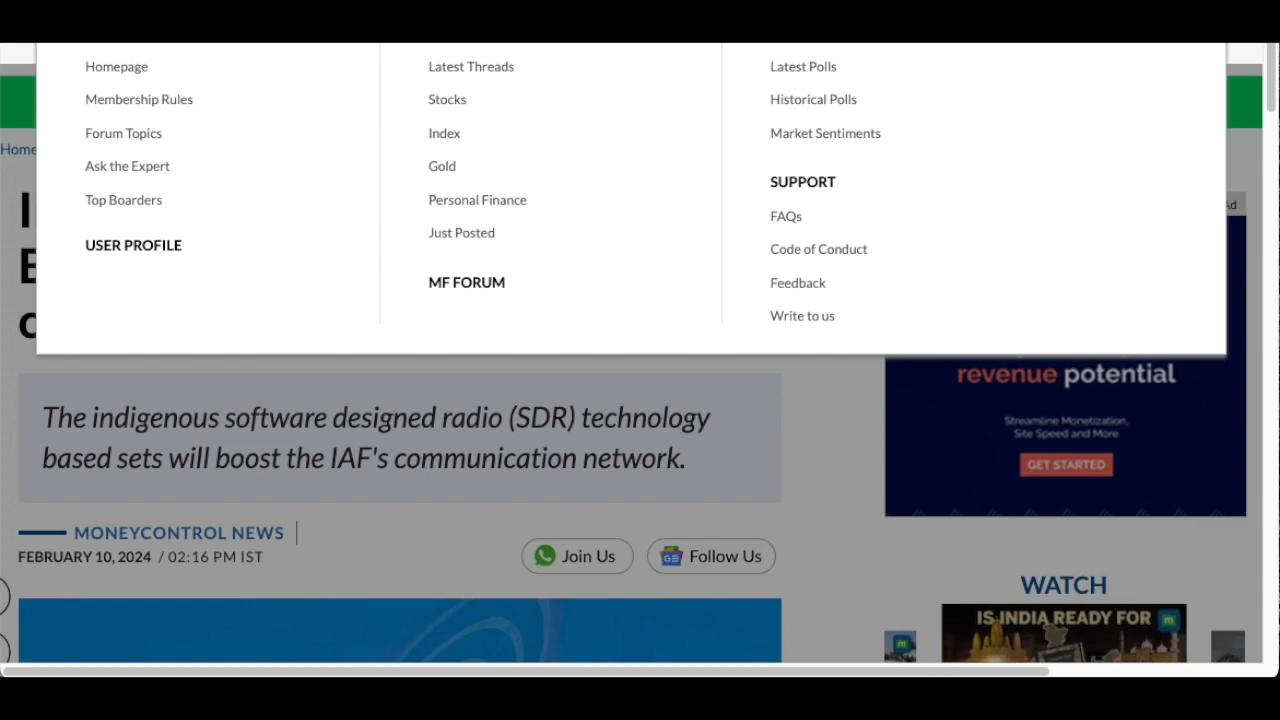 Homepage
Membership Rules
Forum Topics
Ask the Expert
Top Boarders
USER PROFILE
Latest Threads
Stocks
Index
Gold
Personal Finance
Just Posted
MF FORUM
Latest Polls
Historical Polls
Market Sentiments
SUPPORT
FAQs
Code of Conduct
Feedback
Write to us
Home
The indigenous software designed radio (SDR) technology
based sets will boost the IAF's communication network.
MONEYCONTROL NEWS
FEBRUARY 10, 2024 / 02:16 PM IST
Join Us
Follow Us
revenue potential
Streamline Monetization,
Site Speed and More
GET STARTED
WATCH
IS INDIA READY FOR